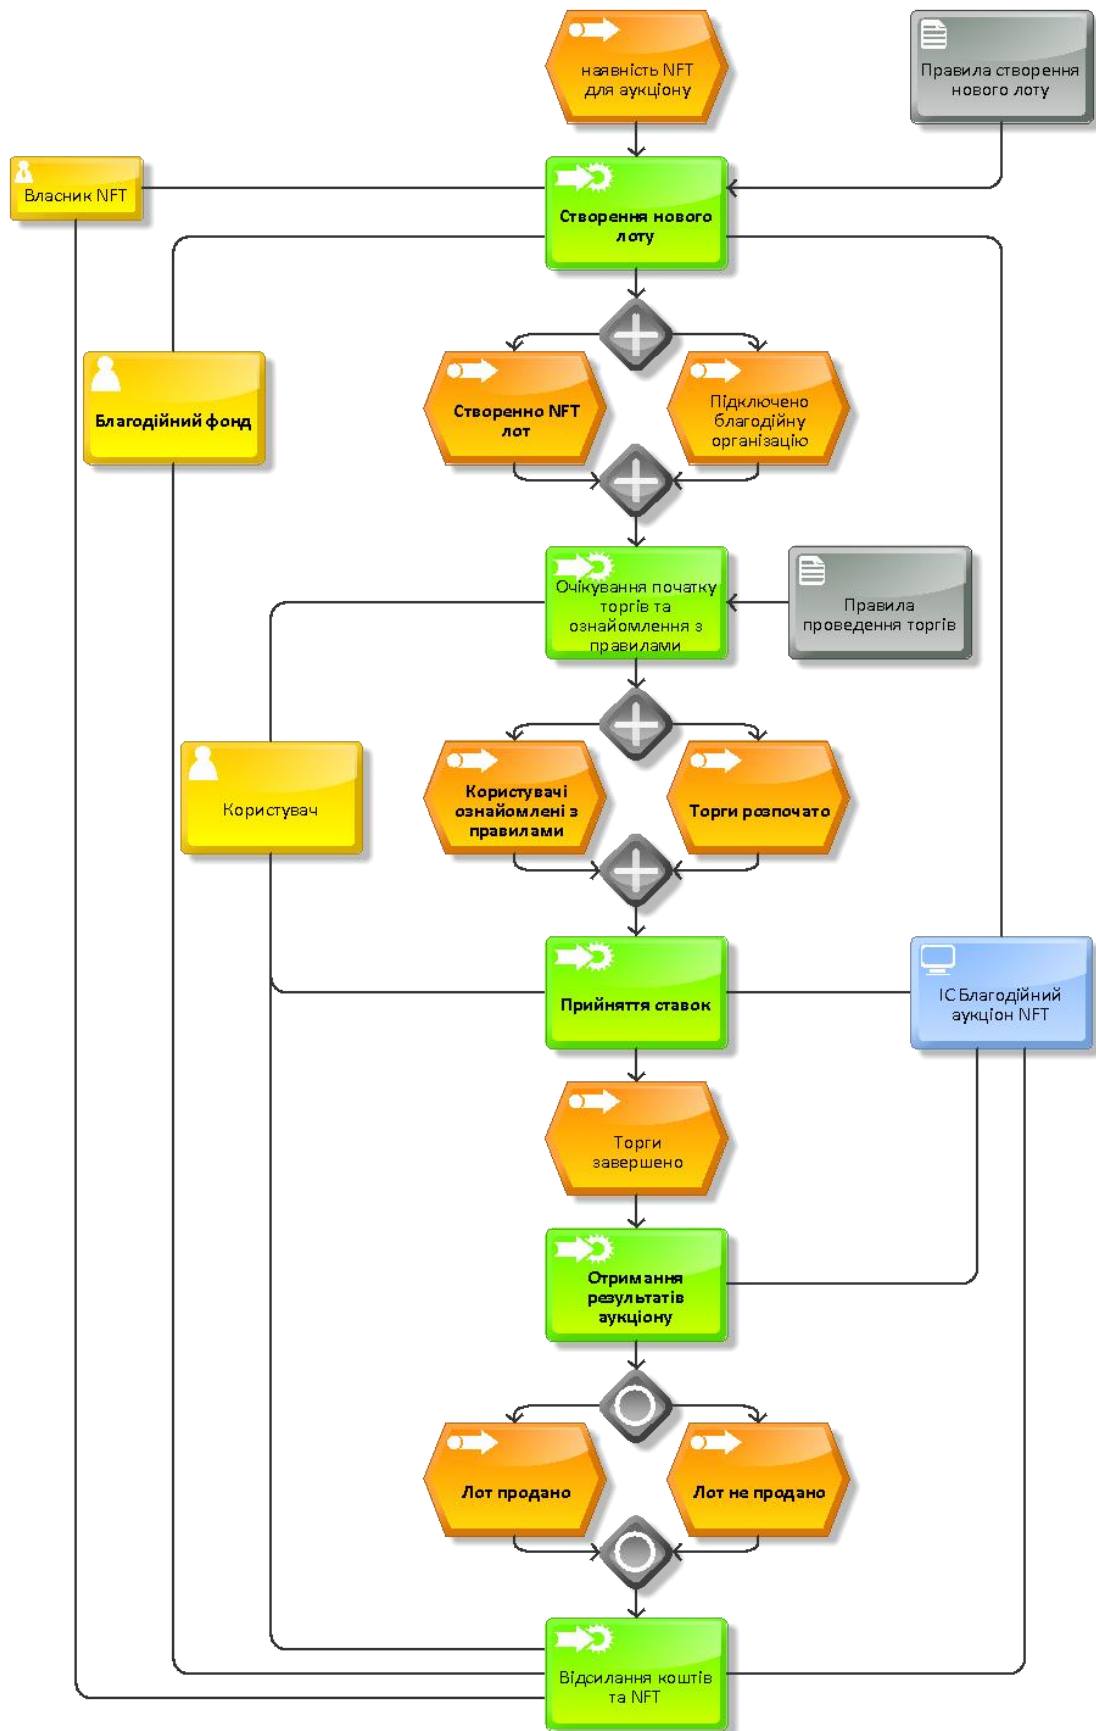 наявність NFT
для аукціону
Правила створення
нового лоту
Власник NFT
Створення нового
лоту
Благодійний фонд
Створенно NFT
лот
Підключено
благодійну
організацію
Очікування початку
торгів та
ознайомлення з
правилами
Правила
проведення торгів
Користувач
Користувачі
ознайомлені з
правилами
Торги розпочато
Прийняття ставок
ІС Благодійний
аукціон NFT
Торги
завершено
Отримання
результатів
аукціону
Лот продано
Лот не продано
Відсилання коштів
та NFT